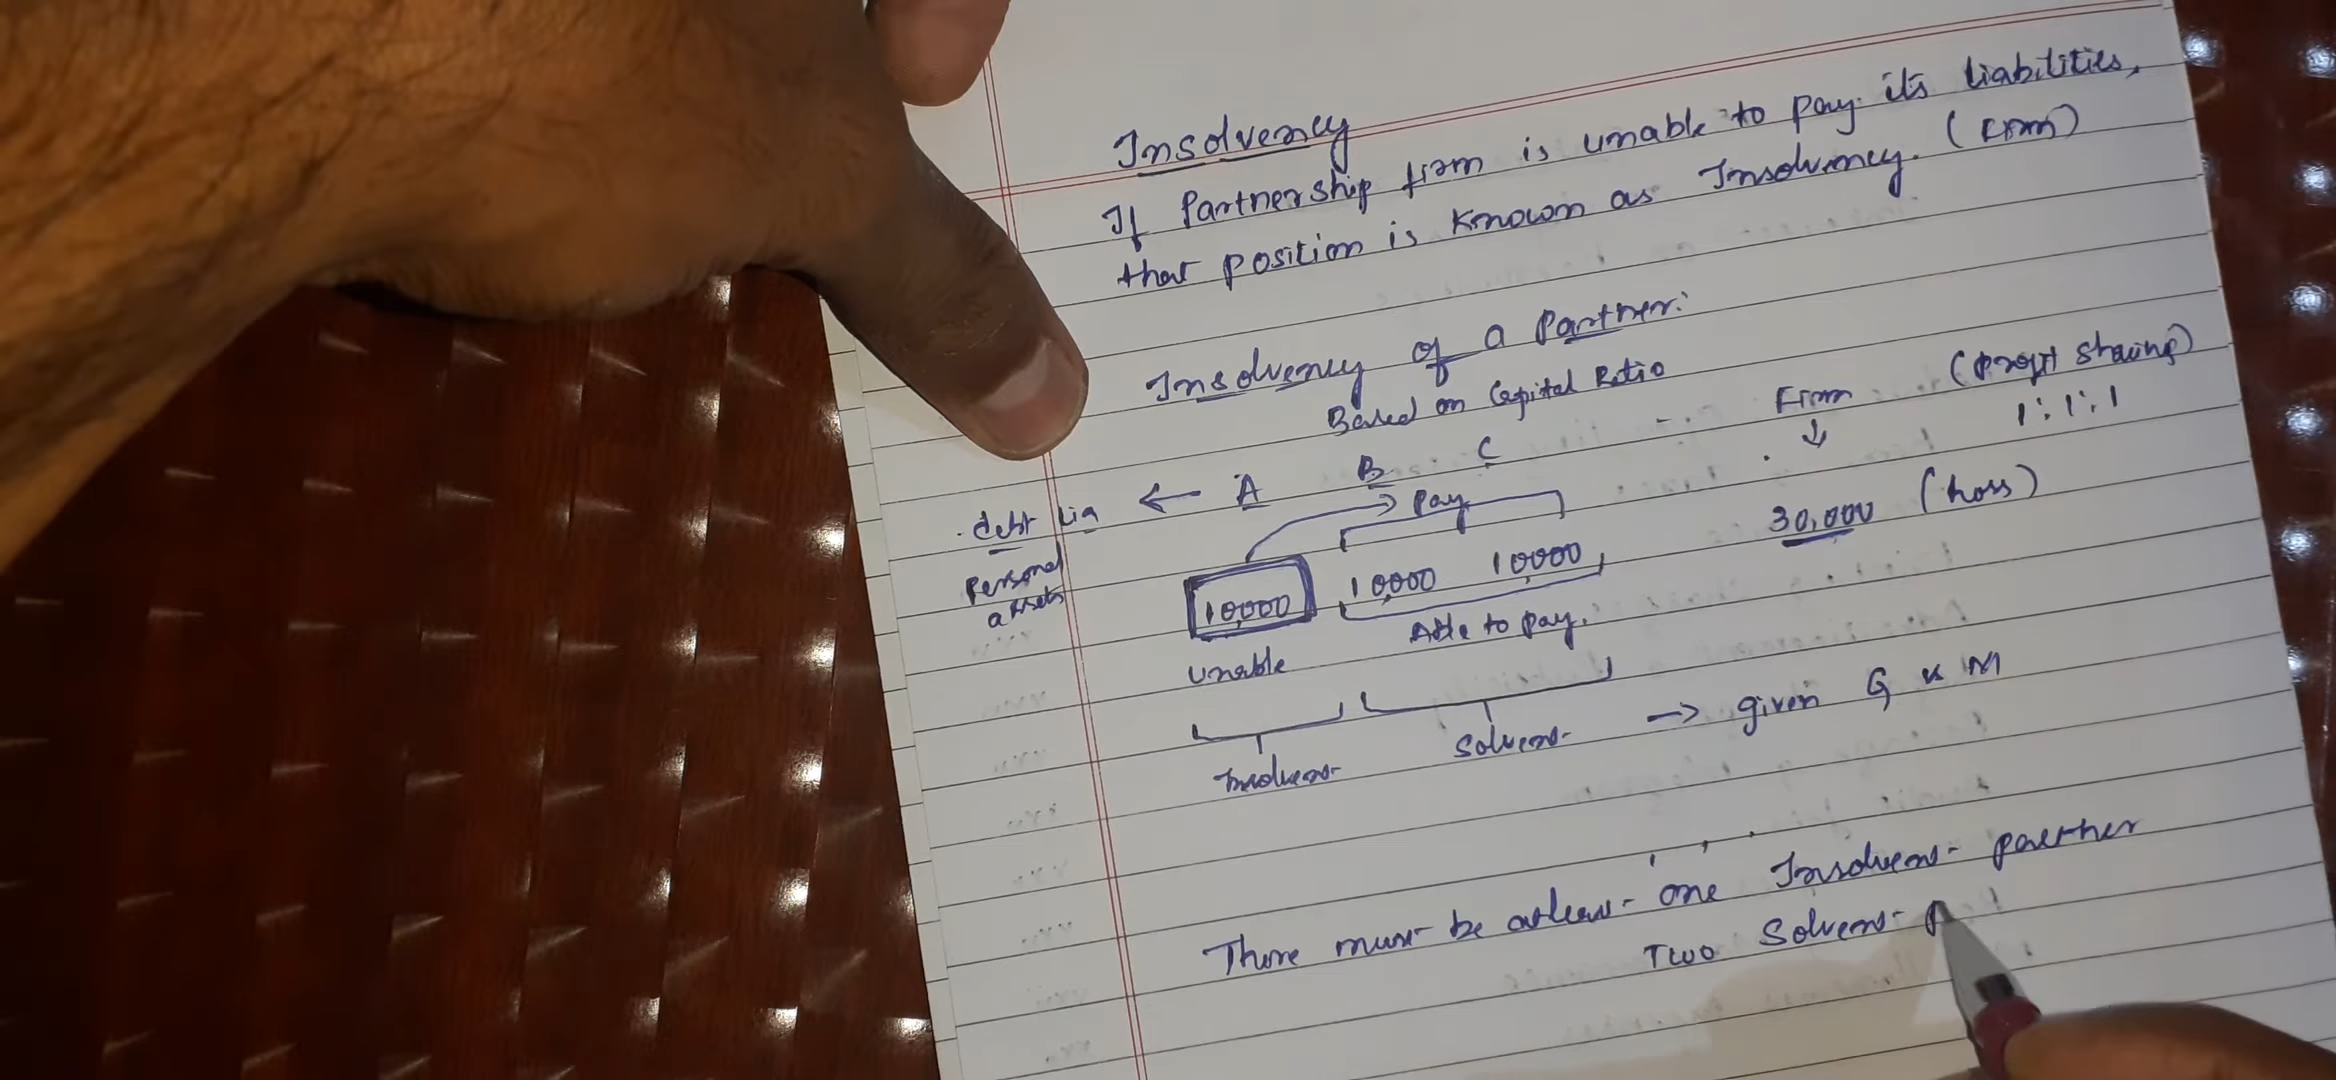 Insolvency
If Partnership firm is unable to pay its liabilities,
that position is known as Insolvency. (Firm)
Insolvency of a Partner:
Based on Capital Ratio
Firm (Profit Sharing)
↓ 1:1:1
debt lia ← A B C
Personal assets
Pay
10,000 10,000 10,000 30,000 (Loss)
Unable Able to pay.
Insolvent Solvent → given G vs M
There must be atleast one Insolvent partner
Two Solvent P